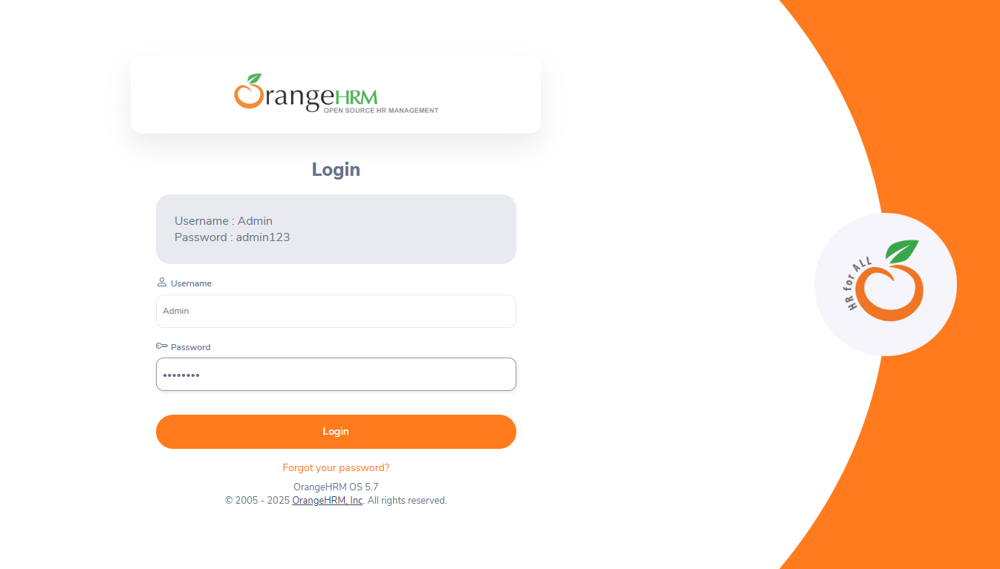 OrangeHRM
OPEN SOURCE HR MANAGEMENT
Login
Username : Admin
Password : admin123
Username
Admin
Password
••••••••
Login
Forgot your password?
OrangeHRM OS 5.7
© 2005 - 2025 OrangeHRM, Inc. All rights reserved.
HR for ALL